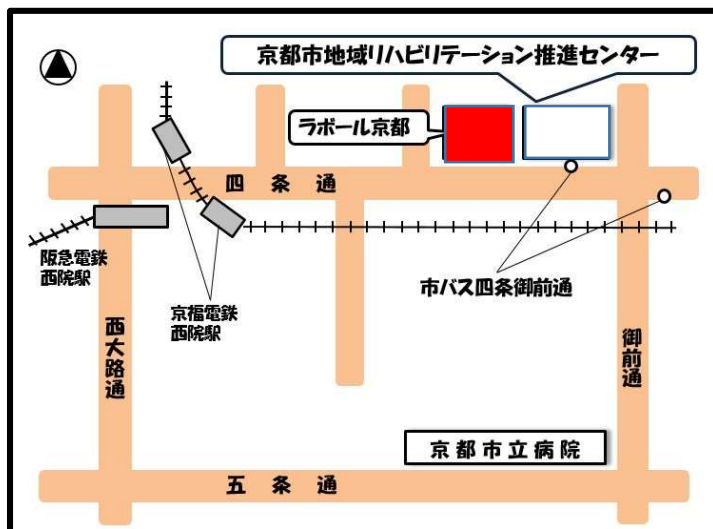 京都市地域リハビリテーション推進センター
ラボール京都
四条通
阪急電鉄
西院駅
京福電鉄
西院駅
市バス四条御前通
西大路通
御前通
京都市立病院
五条通